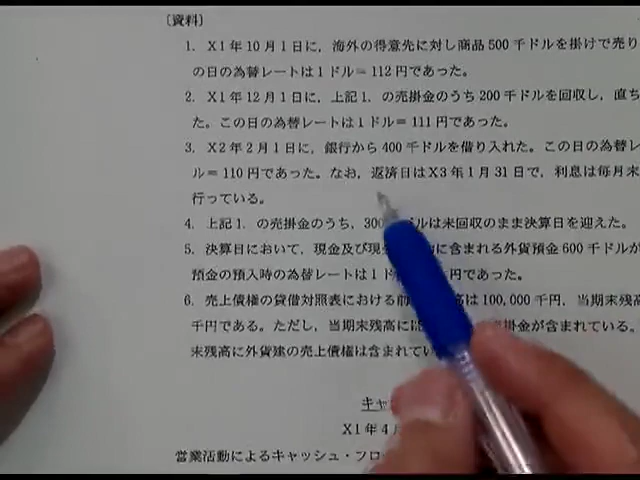 〔資料〕
1. X1年10月1日に，海外の得意先に対し商品500千ドルを掛けで売り
の日の為替レートは1ドル＝112円であった。
2. X1年12月1日に，上記1. の売掛金のうち200千ドルを回収し，直ち
た。この日の為替レートは1ドル＝111円であった。
3. X2年2月1日に，銀行から400千ドルを借り入れた。この日の為替レ
ル＝110円であった。なお，返済日はX3年1月31日で，利息は毎月末
行っている。
4. 上記1. の売掛金のうち，300 ルは未回収のまま決算日を迎えた。
5. 決算日において，現金及び現 に含まれる外貨預金600千ドルが
預金の預入時の為替レートは1ド 円であった。
6. 売上債権の貸借対照表における前 高は100,000千円，当期末残高
千円である。ただし，当期末残高に 掛金が含まれている。
末残高に外貨建の売上債権は含まれてい
キャ
X1年4月
営業活動によるキャッシュ・フロ